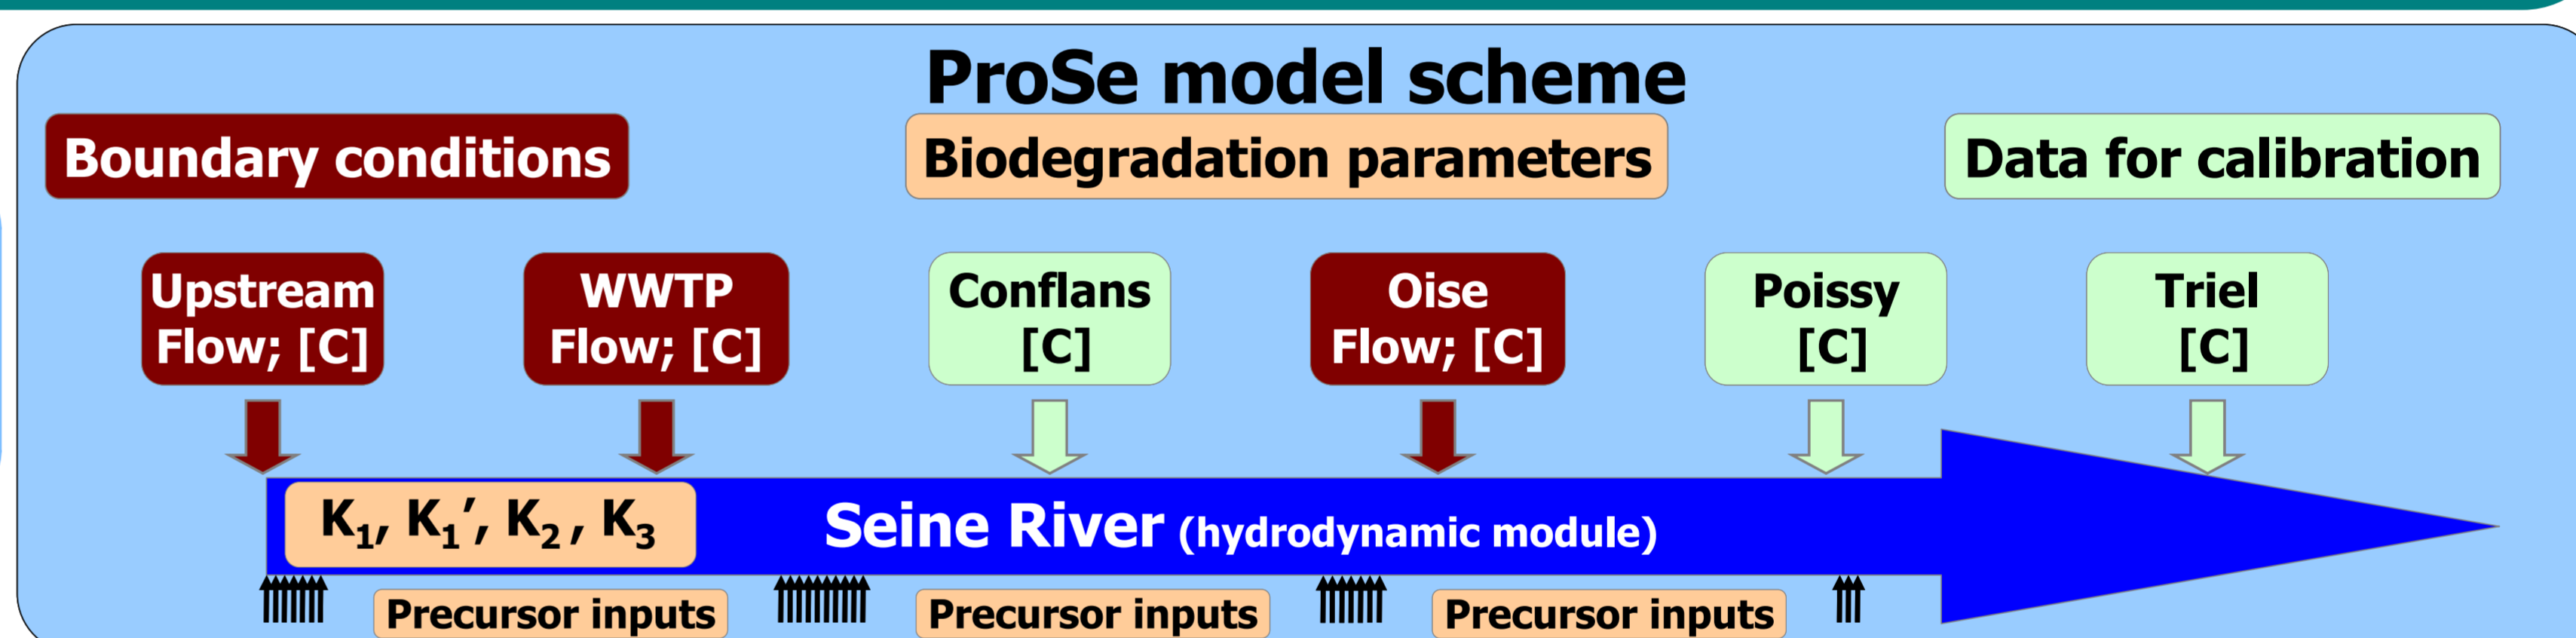 ProSe model scheme
Boundary conditions
Biodegradation parameters
Data for calibration
Upstream
Flow; [C]
WWTP
Flow; [C]
Conflans
[C]
Oise
Flow; [C]
Poissy
[C]
Triel
[C]
K₁, K₁′, K₂, K₃
Seine River (hydrodynamic module)
Precursor inputs
Precursor inputs
Precursor inputs